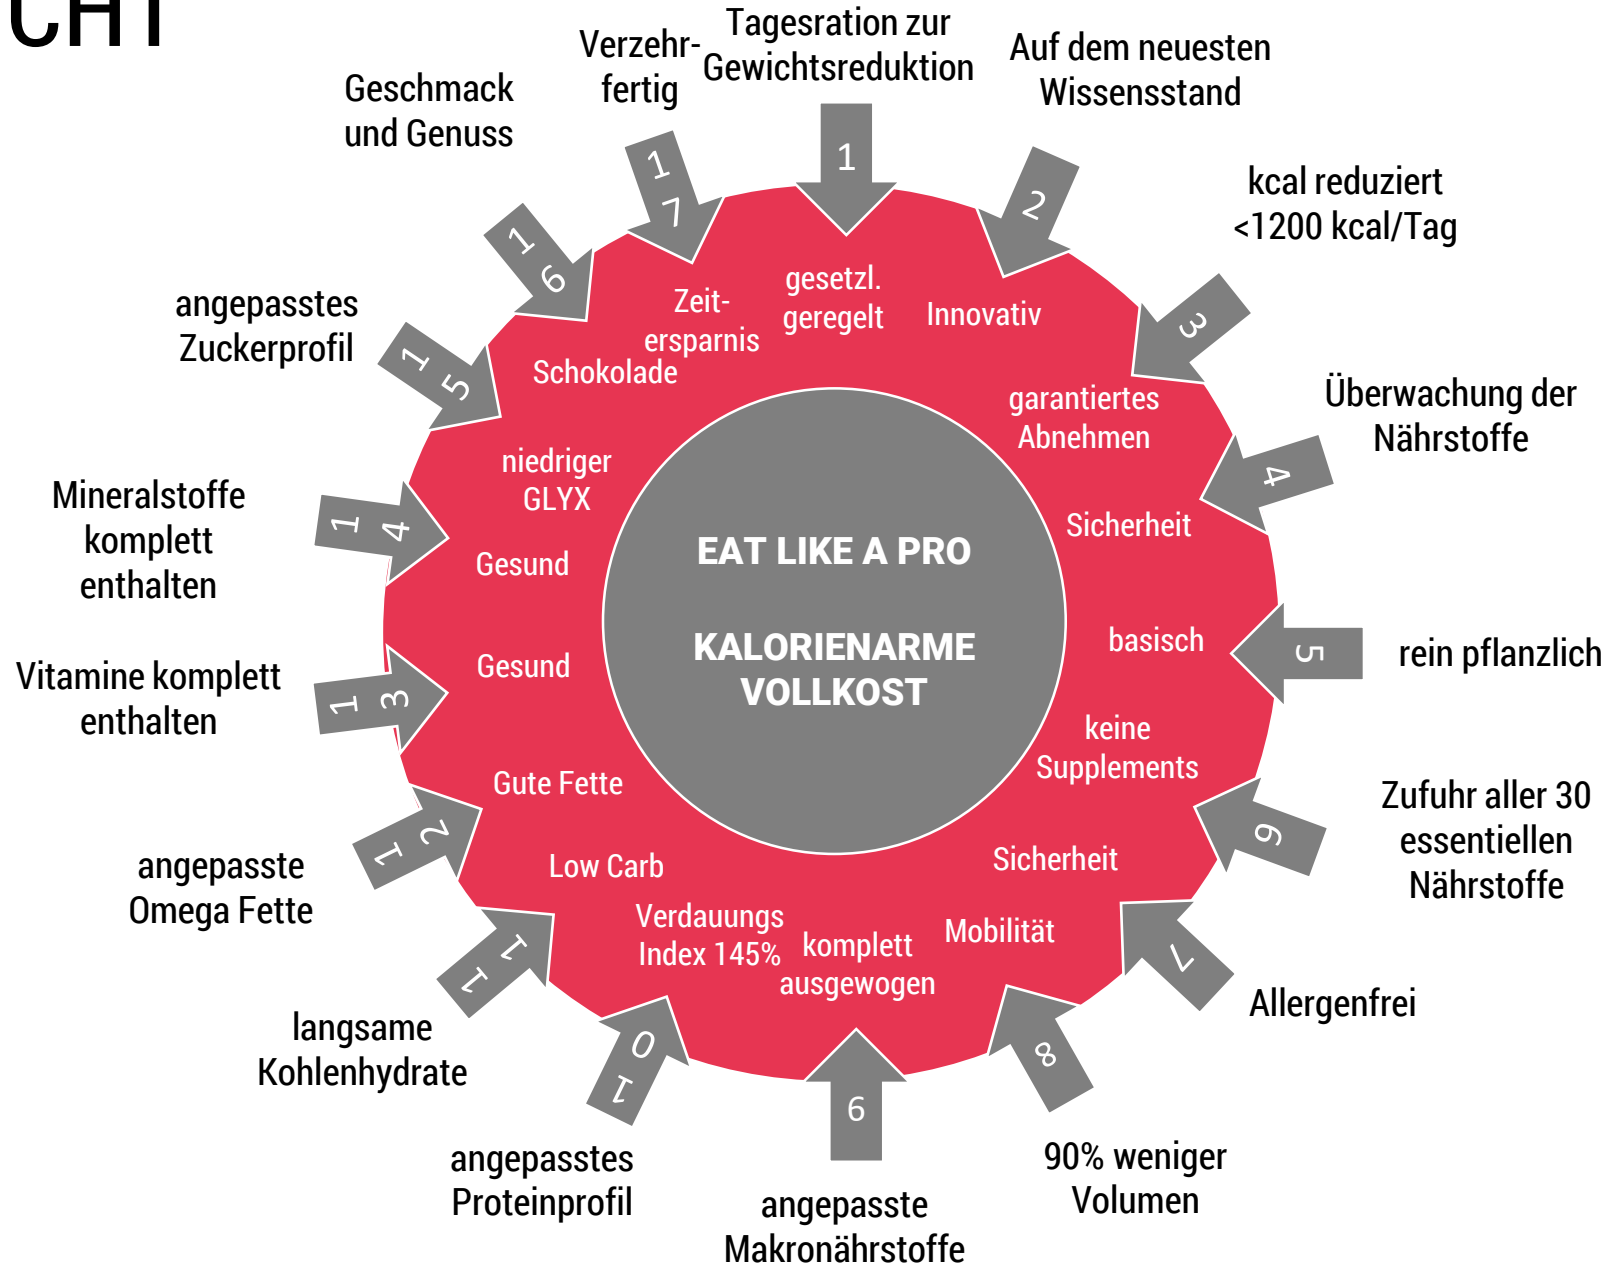 CHT
Tagesration zur
Gewichtsreduktion
1
gesetzl.
geregelt
Auf dem neuesten
Wissensstand
2
Innovativ
kcal reduziert
<1200 kcal/Tag
3
garantiertes
Abnehmen
Überwachung der
Nährstoffe
4
Sicherheit
rein pflanzlich
5
basisch
Zufuhr aller 30
essentiellen
Nährstoffe
6
keine
Supplements
Allergenfrei
7
Sicherheit
90% weniger
Volumen
8
Mobilität
angepasste
Makronährstoffe
9
komplett
ausgewogen
angepasstes
Proteinprofil
10
Verdauungs
Index 145%
langsame
Kohlenhydrate
11
Low Carb
angepasste
Omega Fette
12
Gute Fette
Vitamine komplett
enthalten
13
Gesund
Mineralstoffe
komplett
enthalten
14
Gesund
angepasstes
Zuckerprofil
15
niedriger
GLYX
Geschmack
und Genuss
16
Schokolade
Verzehr-
fertig
17
Zeit-
ersparnis
EAT LIKE A PRO
KALORIENARME
VOLLKOST